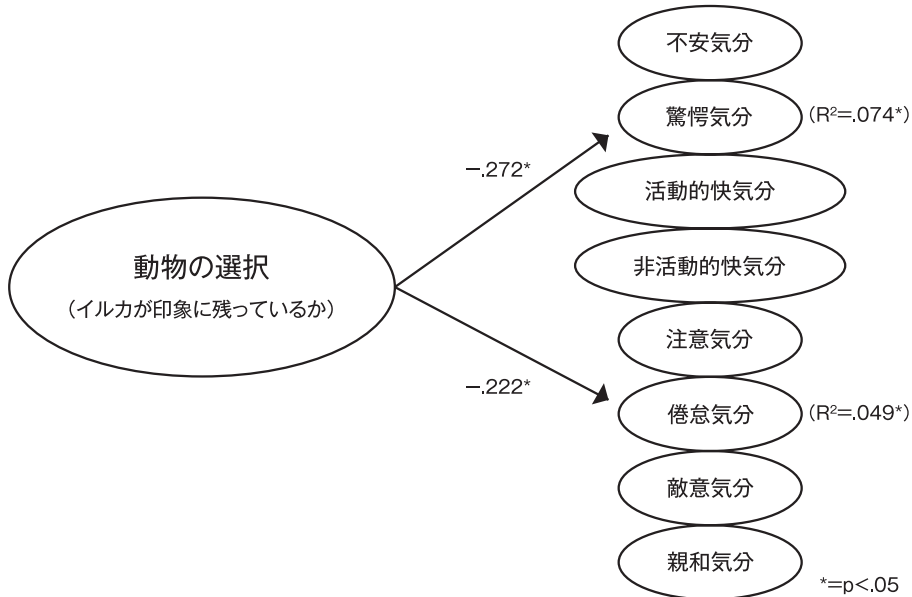 不安気分
驚愕気分
(R²=.074*)
−.272*
活動的快気分
動物の選択
(イルカが印象に残っているか)
非活動的快気分
注意気分
−.222*
倦怠気分
(R²=.049*)
敵意気分
親和気分
*=p<.05